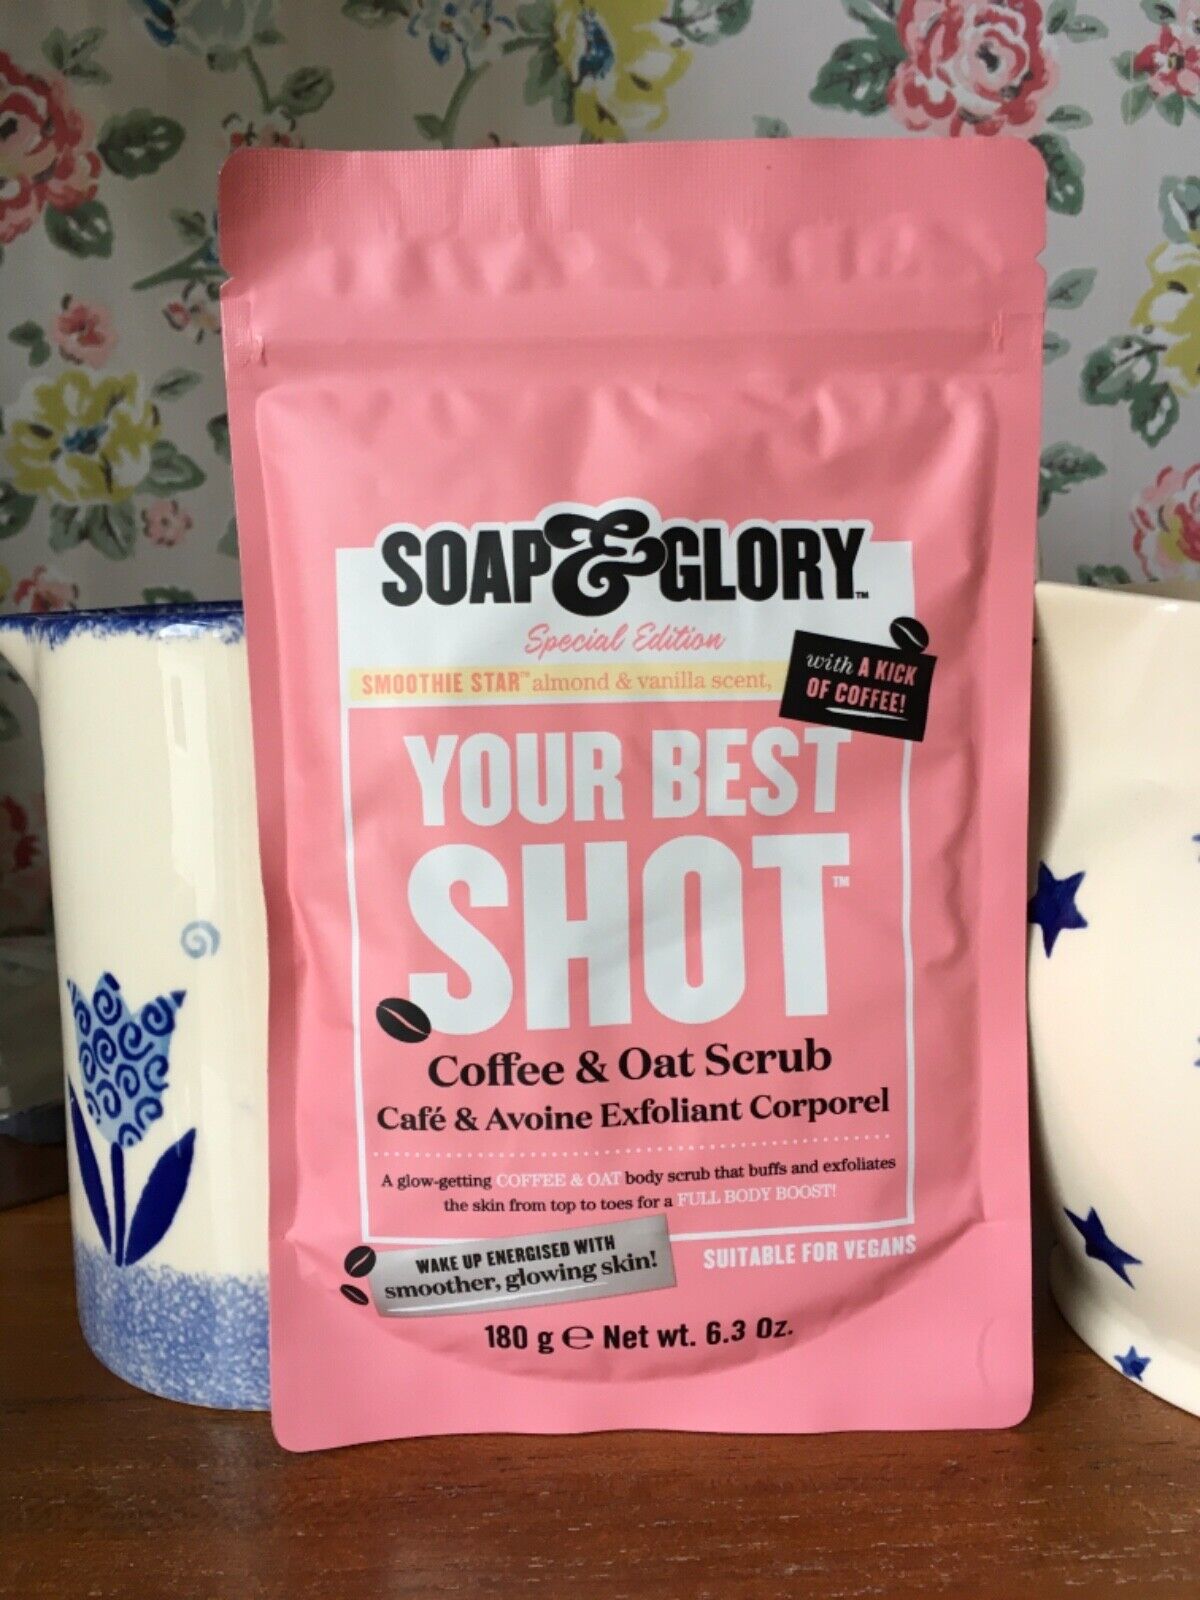 SOAP & GLORY™
Special Edition
SMOOTHIE STAR™ almond & vanilla scent,
with A KICK
OF COFFEE!
YOUR BEST
SHOT™
Coffee & Oat Scrub
Café & Avoine Exfoliant Corporel
A glow-getting COFFEE & OAT body scrub that buffs and exfoliates
the skin from top to toes for a FULL BODY BOOST!
WAKE UP ENERGISED WITH
smoother, glowing skin!
SUITABLE FOR VEGANS
180 g ℮ Net wt. 6.3 Oz.